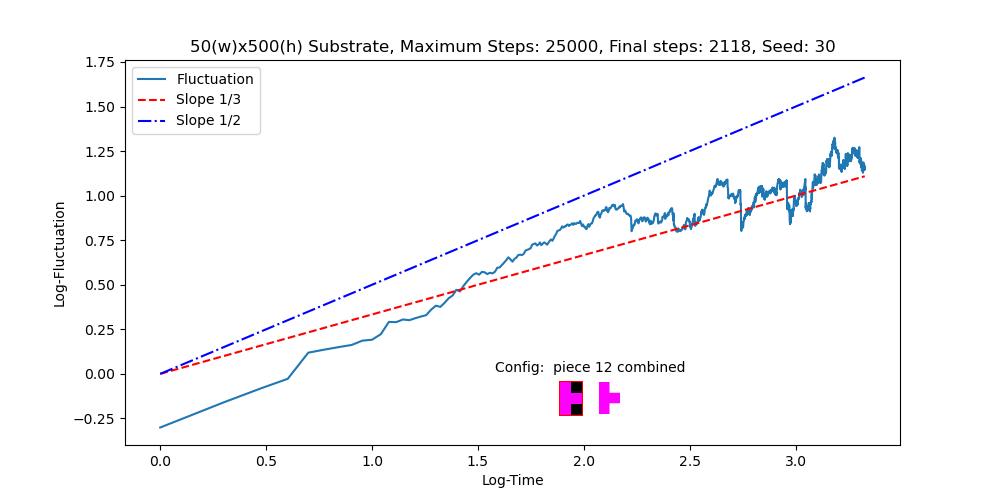 50(w)x500(h) Substrate, Maximum Steps: 25000, Final steps: 2118, Seed: 30
1.75
1.50
1.25
1.00
0.75
0.50
0.25
0.00
−0.25
Log-Fluctuation
Fluctuation
Slope 1/3
Slope 1/2
Config:  piece 12 combined
0.0 0.5 1.0 1.5 2.0 2.5 3.0
Log-Time